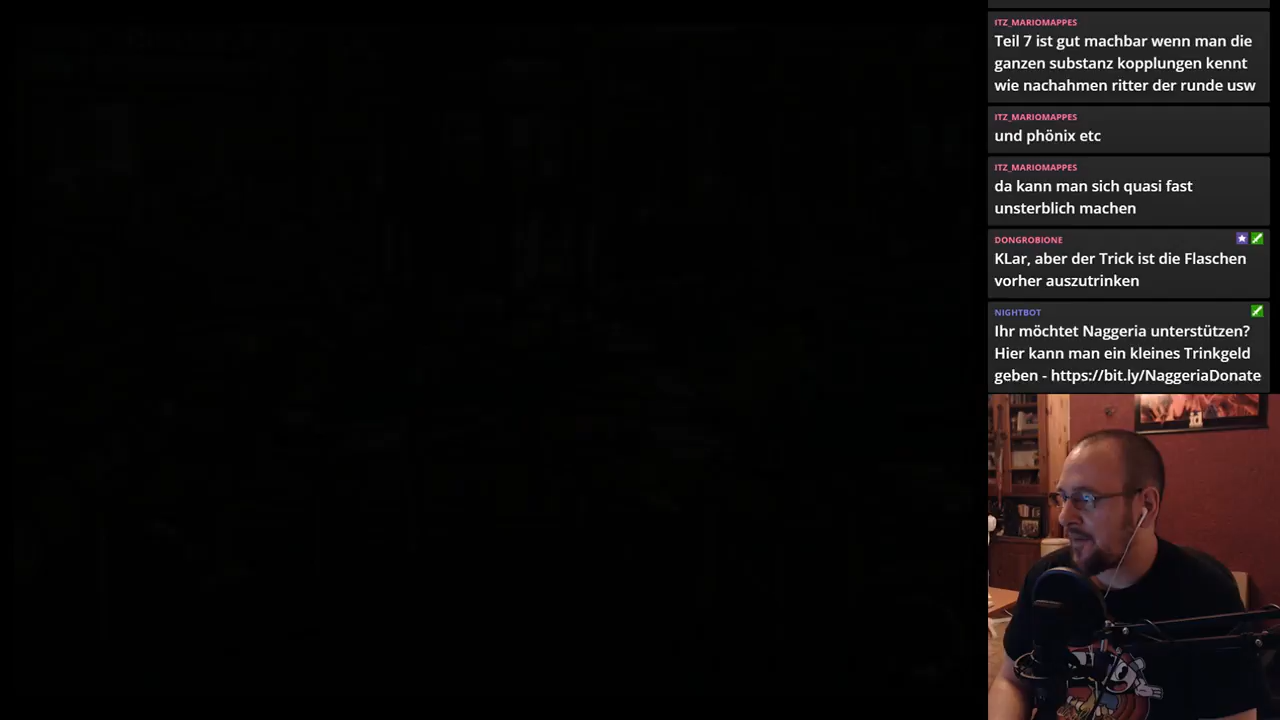 ITZ_MARIOMAPPES
Teil 7 ist gut machbar wenn man die
ganzen substanz kopplungen kennt
wie nachahmen ritter der runde usw
ITZ_MARIOMAPPES
und phönix etc
ITZ_MARIOMAPPES
da kann man sich quasi fast
unsterblich machen
DONGROBIONE
KLar, aber der Trick ist die Flaschen
vorher auszutrinken
NIGHTBOT
Ihr möchtet Naggeria unterstützen?
Hier kann man ein kleines Trinkgeld
geben - https://bit.ly/NaggeriaDonate